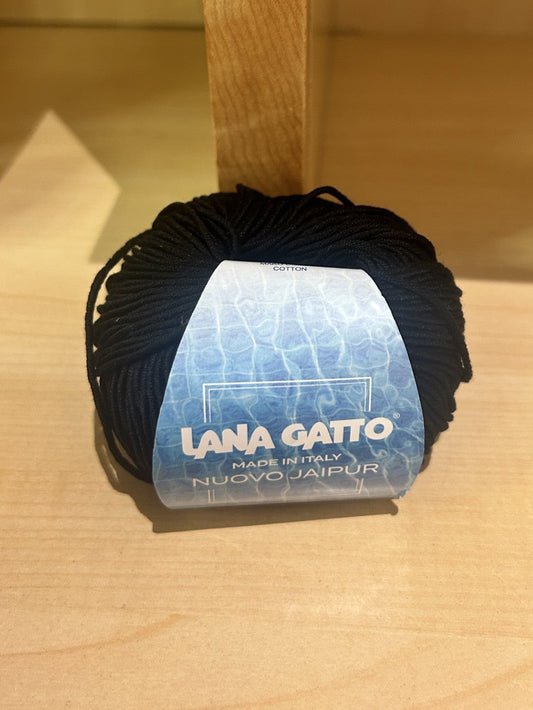 COTTON
LANA GATTO®
MADE IN ITALY
NUOVO JAIPUR